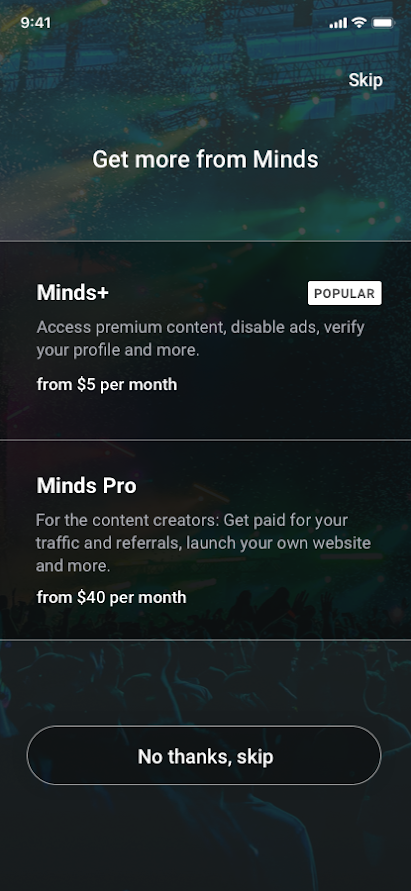 9:41
Skip
Get more from Minds
Minds+
POPULAR
Access premium content, disable ads, verify
your profile and more.
from $5 per month
Minds Pro
For the content creators: Get paid for your
traffic and referrals, launch your own website
and more.
from $40 per month
No thanks, skip